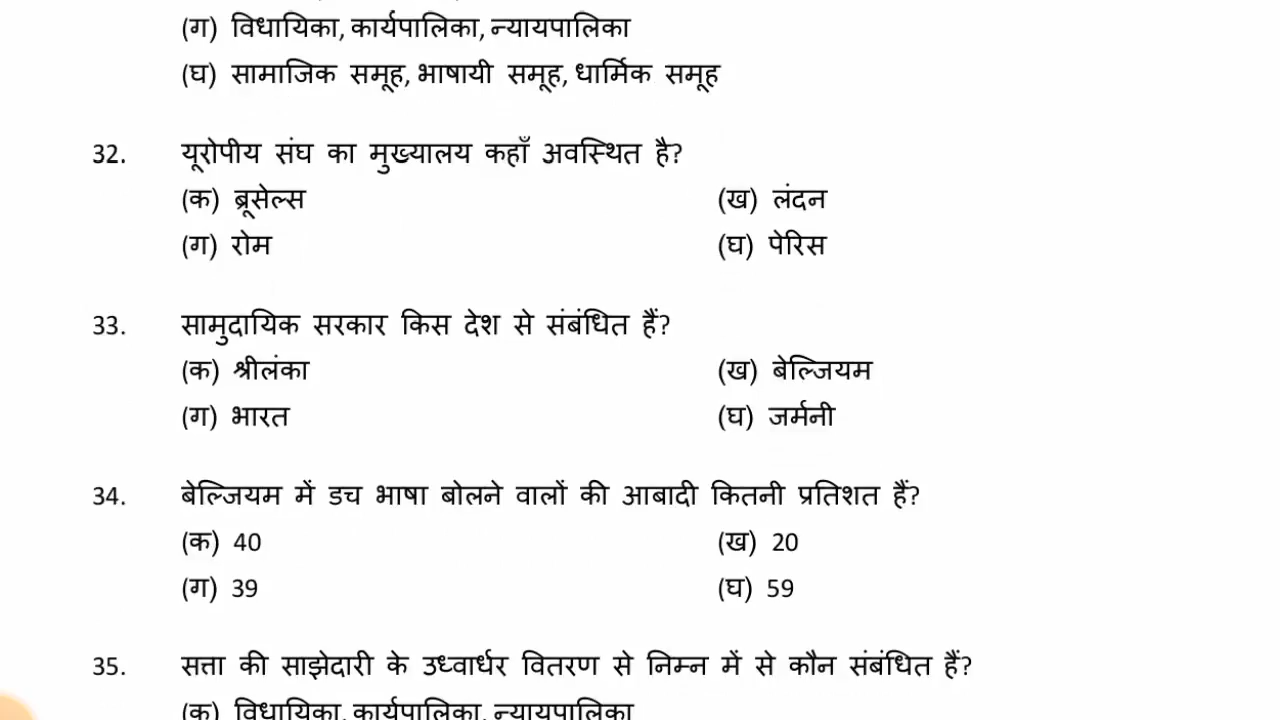 (ग) विधायिका, कार्यपालिका, न्यायपालिका
(घ) सामाजिक समूह, भाषायी समूह, धार्मिक समूह
32. यूरोपीय संघ का मुख्यालय कहाँ अवस्थित है?
(क) ब्रूसेल्स (ख) लंदन
(ग) रोम (घ) पेरिस
33. सामुदायिक सरकार किस देश से संबंधित हैं?
(क) श्रीलंका (ख) बेल्जियम
(ग) भारत (घ) जर्मनी
34. बेल्जियम में डच भाषा बोलने वालों की आबादी कितनी प्रतिशत हैं?
(क) 40 (ख) 20
(ग) 39 (घ) 59
35. सत्ता की साझेदारी के उध्वार्धर वितरण से निम्न में से कौन संबंधित हैं?
(क) विधायिका, कार्यपालिका, न्यायपालिका